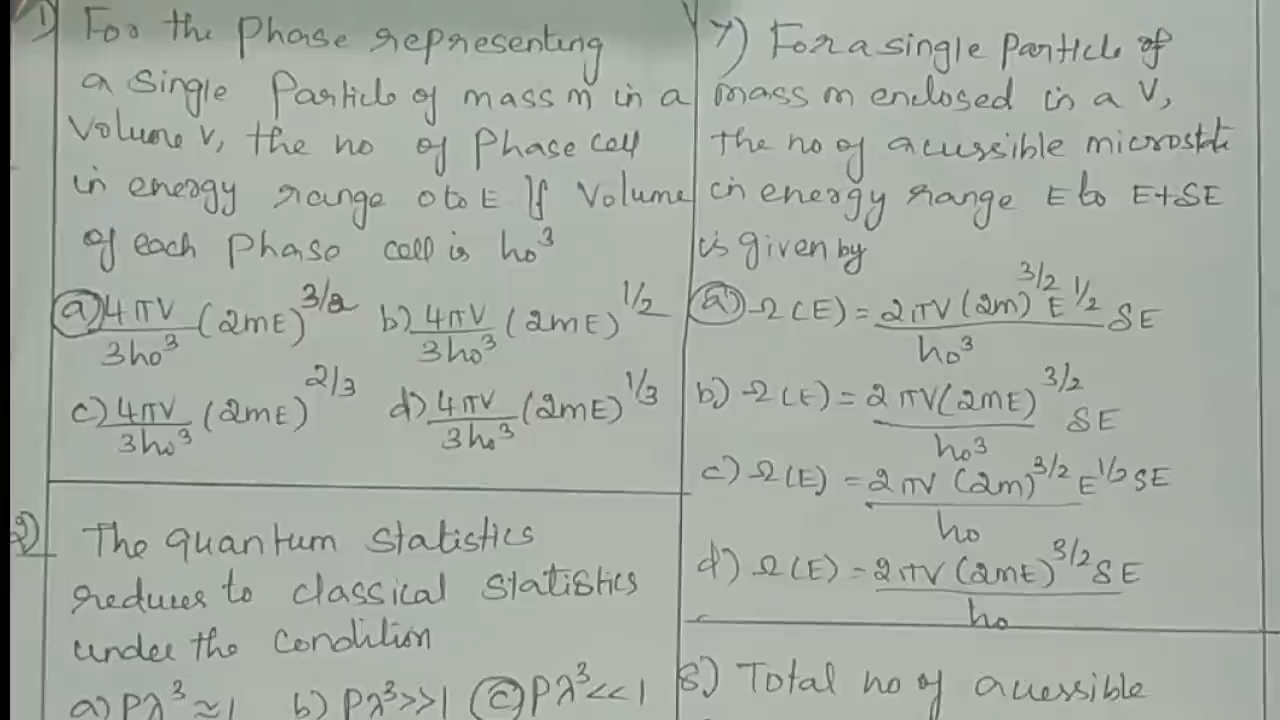 1) For the Phase representing
a Single Particle of mass m in a
Volume V, the no of Phase cell
in energy range 0 to E If Volume
of each Phase cell is ho³
a) 4πV/3ho³ (2mE)^3/2 b) 4πV/3ho³ (2mE)^1/2
c) 4πV/3ho³ (2mE)^2/3 d) 4πV/3ho³ (2mE)^1/3
2) The quantum Statistics
reduces to classical Statistics
under the Condition
a) ρλ³≈1 b) ρλ³>>1 c) ρλ³<<1
7) For a single Particle of
mass m enclosed in a V,
the no of acussible microstate
in energy range E to E+δE
is given by
a) Ω(E) = 2πV(2m)^3/2 E^1/2/ho³ δE
b) Ω(E) = 2πV(2mE)^3/2/ho³ δE
c) Ω(E) = 2πV(2m)^3/2 E^1/2 δE/ho
d) Ω(E) = 2πV(2mE)^3/2 δE/ho
8.) Total no of acessible